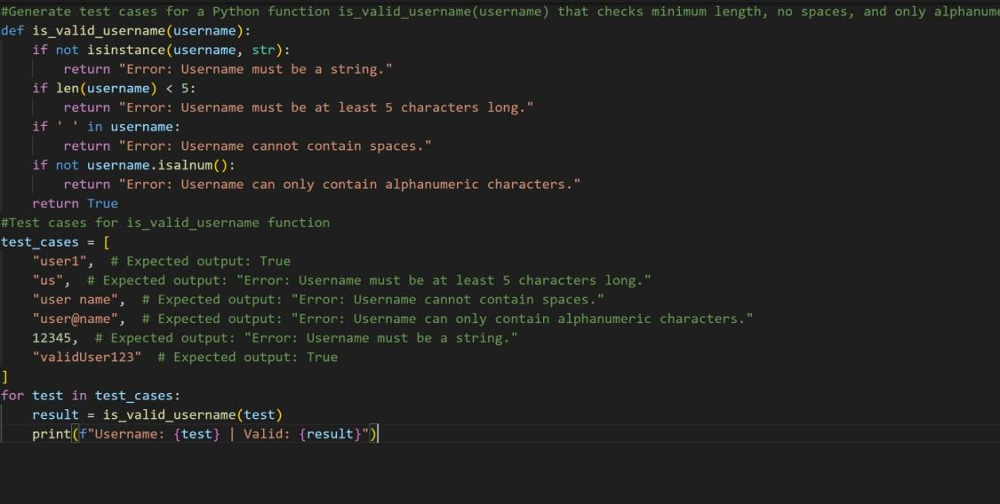 #Generate test cases for a Python function is_valid_username(username) that checks minimum length, no spaces, and only
def is_valid_username(username):
    if not isinstance(username, str):
        return "Error: Username must be a string."
    if len(username) < 5:
        return "Error: Username must be at least 5 characters long."
    if ' ' in username:
        return "Error: Username cannot contain spaces."
    if not username.isalnum():
        return "Error: Username can only contain alphanumeric characters."
    return True
#Test cases for is_valid_username function
test_cases = [
    "user1",  # Expected output: True
    "us",  # Expected output: "Error: Username must be at least 5 characters long."
    "user name",  # Expected output: "Error: Username cannot contain spaces."
    "user@name",  # Expected output: "Error: Username can only contain alphanumeric characters."
    12345,  # Expected output: "Error: Username must be a string."
    "validUser123"  # Expected output: True
]
for test in test_cases:
    result = is_valid_username(test)
    print(f"Username: {test} | Valid: {result}")